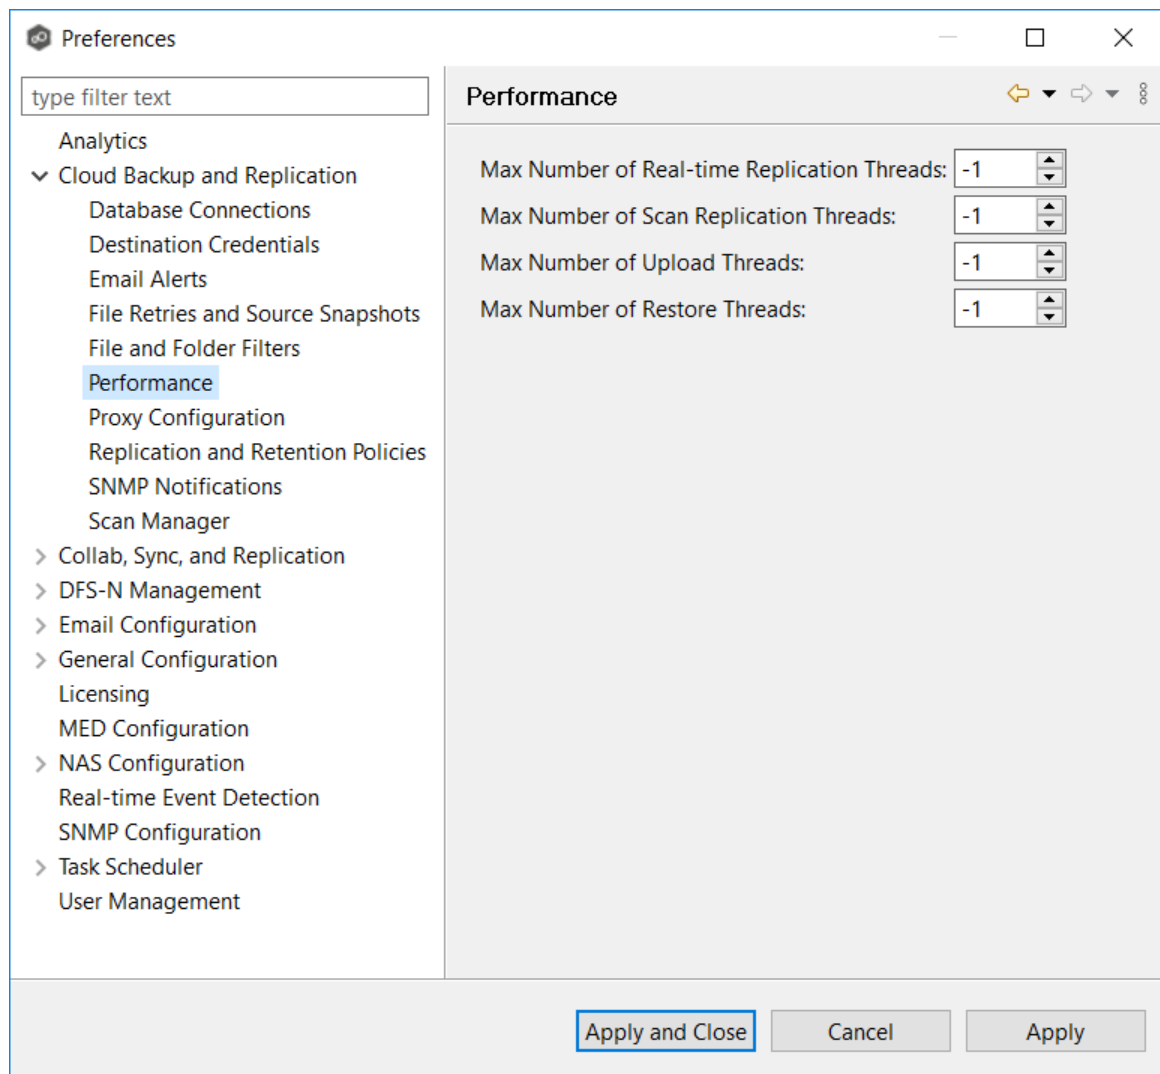 Preferences
type filter text
Analytics
Cloud Backup and Replication
Database Connections
Destination Credentials
Email Alerts
File Retries and Source Snapshots
File and Folder Filters
Performance
Proxy Configuration
Replication and Retention Policies
SNMP Notifications
Scan Manager
Collab, Sync, and Replication
DFS-N Management
Email Configuration
General Configuration
Licensing
MED Configuration
NAS Configuration
Real-time Event Detection
SNMP Configuration
Task Scheduler
User Management
Performance
Max Number of Real-time Replication Threads: -1
Max Number of Scan Replication Threads: -1
Max Number of Upload Threads: -1
Max Number of Restore Threads: -1
Apply and Close Cancel Apply